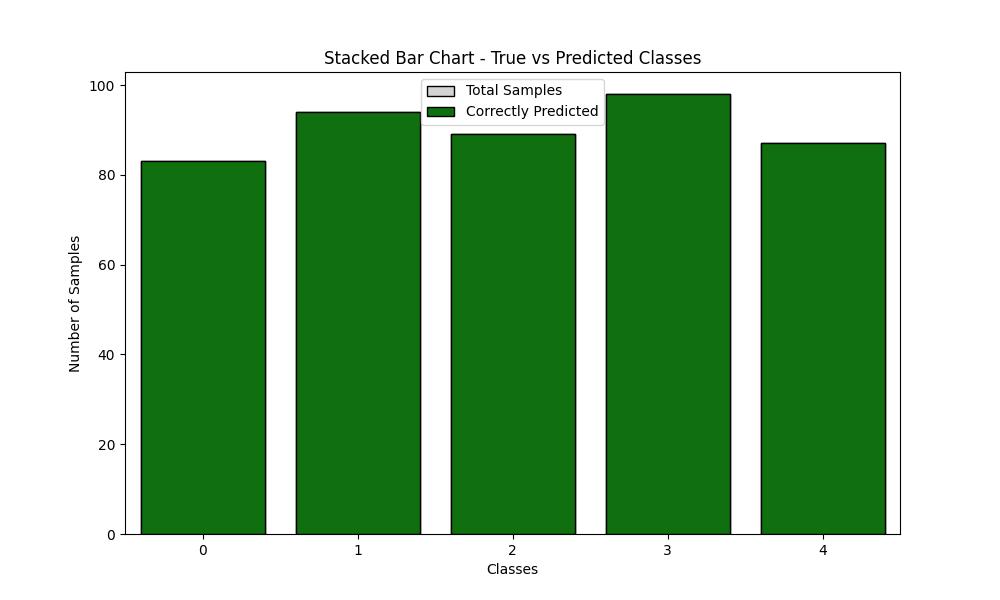 Stacked Bar Chart - True vs Predicted Classes
Total Samples
Correctly Predicted
100
80
60
40
20
0
Number of Samples
0 1 2 3 4
Classes